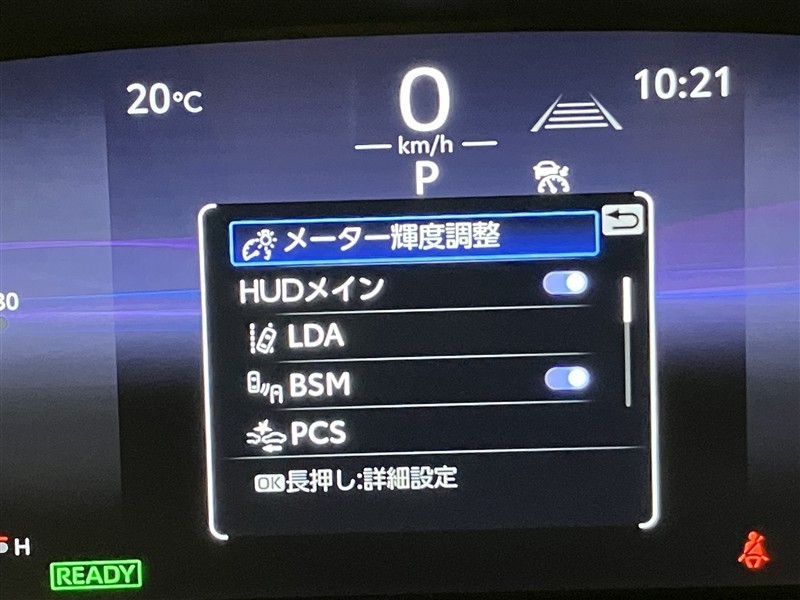 20℃
0
10:21
km/h
P
メーター輝度調整
HUDメイン
LDA
BSM
PCS
OK長押し:詳細設定
H
READY